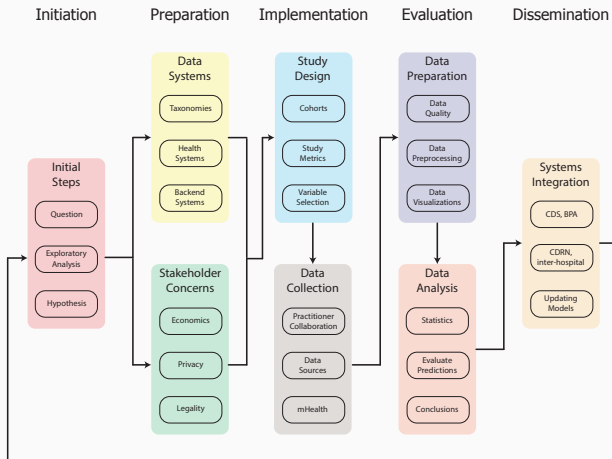 Initiation
Preparation
Implementation
Evaluation
Dissemination
Initial
Steps
Question
Exploratory
Analysis
Hypothesis
Data
Systems
Taxonomies
Health
Systems
Backend
Systems
Stakeholder
Concerns
Economics
Privacy
Legality
Study
Design
Cohorts
Study
Metrics
Variable
Selection
Data
Collection
Practitioner
Collaboration
Data
Sources
mHealth
Data
Preparation
Data
Quality
Data
Preprocessing
Data
Visualizations
Data
Analysis
Statistics
Evaluate
Predictions
Conclusions
Systems
Integration
CDS, BPA
CDRN,
inter-hospital
Updating
Models